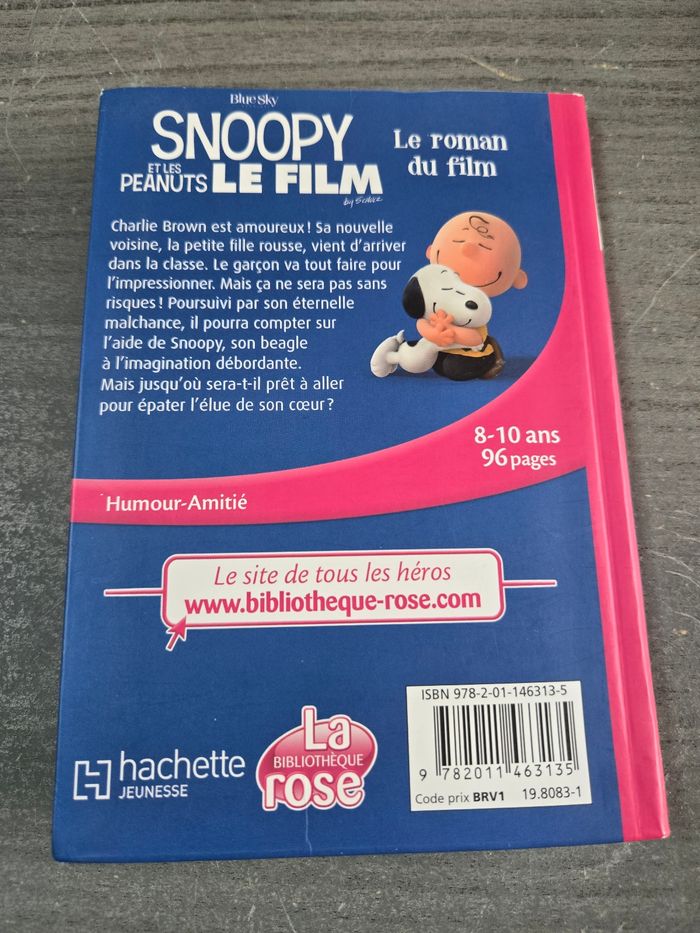 BlueSky
SNOOPY
ET LES
PEANUTS LE FILM
by Schulz
Le roman
du film
Charlie Brown est amoureux ! Sa nouvelle
voisine, la petite fille rousse, vient d'arriver
dans la classe. Le garçon va tout faire pour
l'impressionner. Mais ça ne sera pas sans
risques ! Poursuivi par son éternelle
malchance, il pourra compter sur
l'aide de Snoopy, son beagle
à l'imagination débordante.
Mais jusqu'où sera-t-il prêt à aller
pour épater l'élue de son cœur ?
8-10 ans
96 pages
Humour-Amitié
Le site de tous les héros
www.bibliotheque-rose.com
hachette
JEUNESSE
La
BIBLIOTHÈQUE
rose
ISBN 978-2-01-146313-5
9 782011 463135
Code prix BRV1 19.8083-1